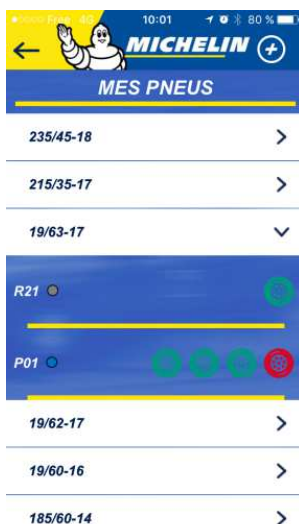 Free 4G 10:01 80 %
MICHELIN
MES PNEUS
235/45-18
215/35-17
19/63-17
R21
P01
19/62-17
19/60-16
185/60-14